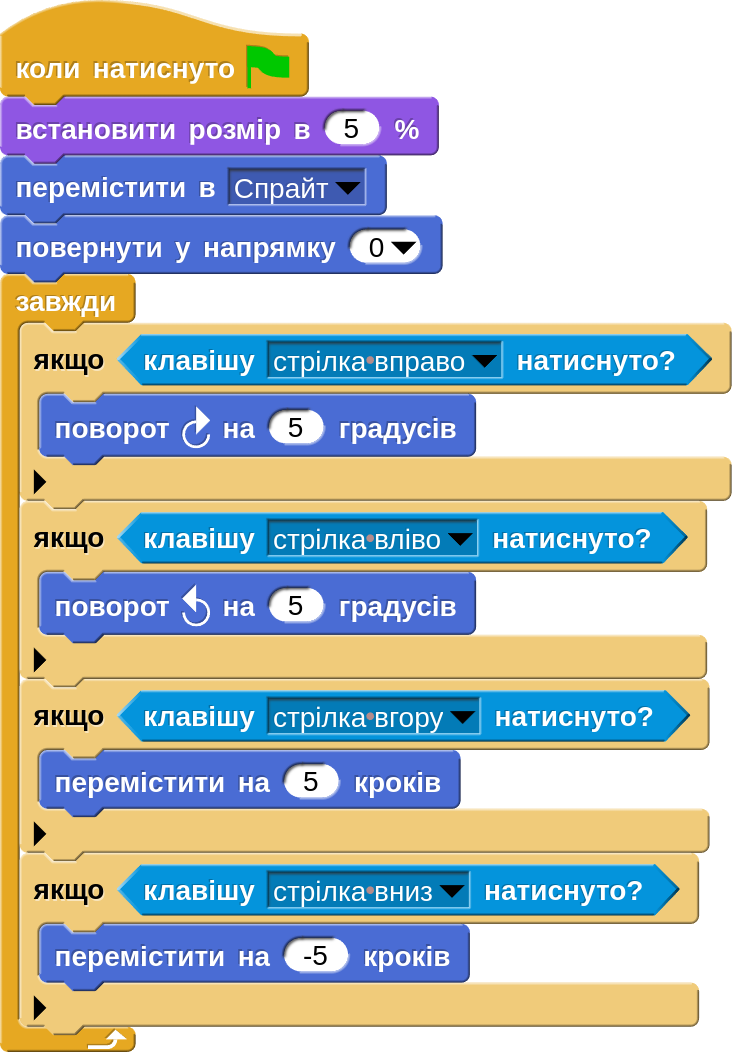 коли натиснуто
встановити розмір в 5 %
перемістити в Спрайт
повернути у напрямку 0
завжди
якщо клавішу стрілка•вправо натиснуто?
поворот на 5 градусів
якщо клавішу стрілка•вліво натиснуто?
поворот на 5 градусів
якщо клавішу стрілка•вгору натиснуто?
перемістити на 5 кроків
якщо клавішу стрілка•вниз натиснуто?
перемістити на -5 кроків